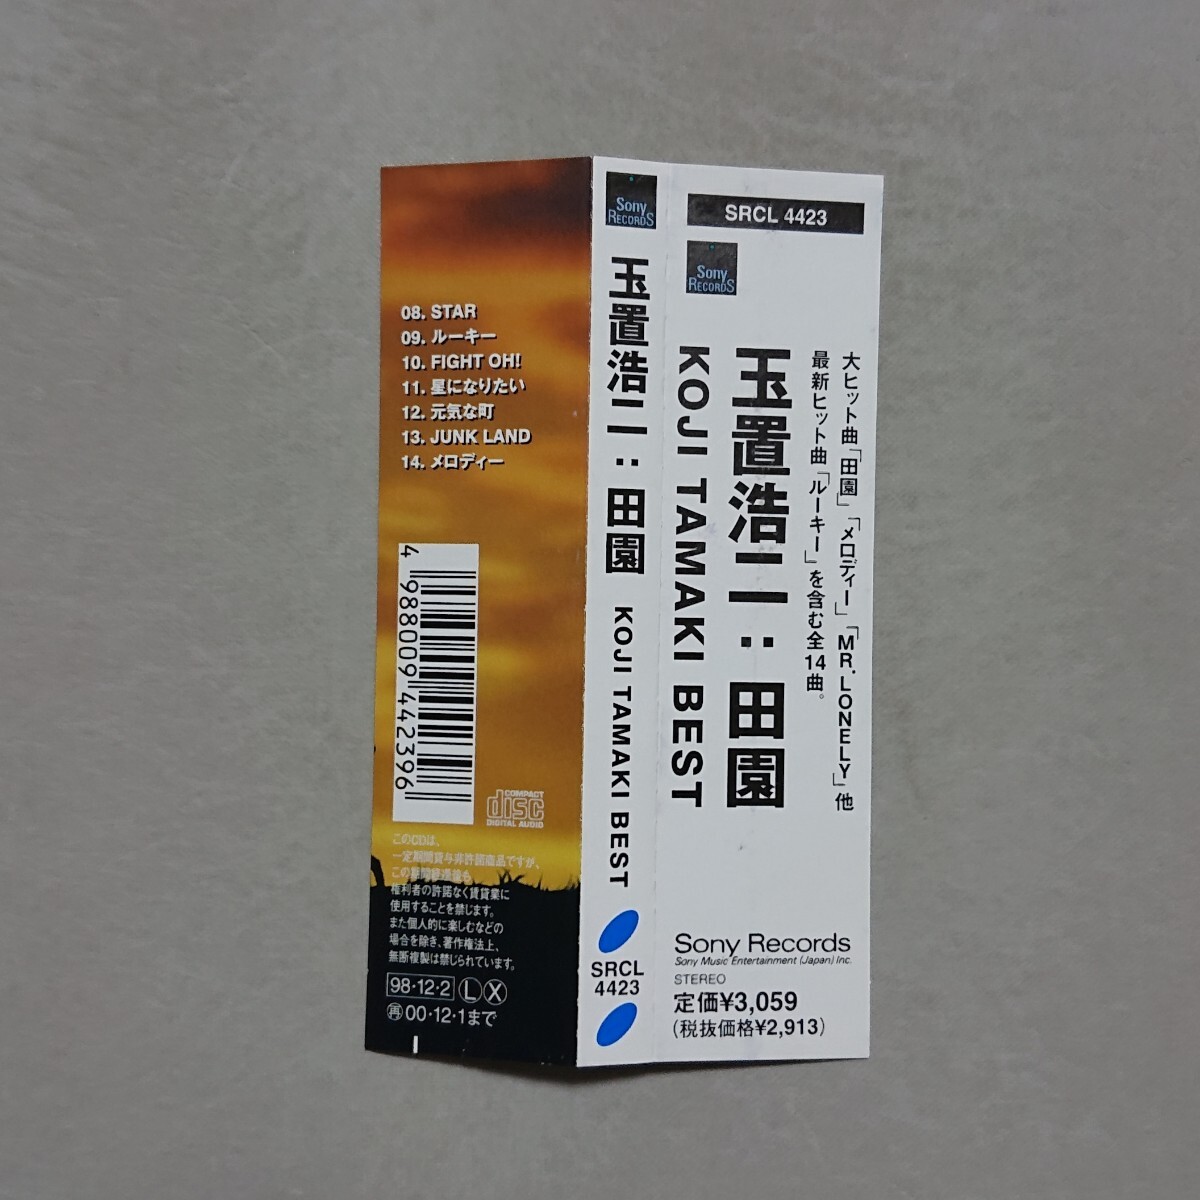 08. STAR
09. ルーキー
10. FIGHT OH!
11. 星になりたい
12. 元気な町
13. JUNK LAND
14. メロディー
4 988009 442396
COMPACT
disc
DIGITAL AUDIO
このCDは、
一定期間貸与非許諾商品ですが、
この期間経過後も
権利者の許諾なく賃貸業に
使用することを禁じます。
また個人的に楽しむなどの
場合を除き、著作権法上、
無断複製は禁じられています。
98・12・2 L X
再 00・12・1まで
Sony
RECORDS
玉置浩二：田園
KOJI TAMAKI BEST
SRCL
4423
SRCL 4423
Sony
RECORDS
大ヒット曲「田園」「メロディー」「MR. LONELY」他
最新ヒット曲「ルーキー」を含む全14曲。
玉置浩二：田園
KOJI TAMAKI BEST
Sony Records
Sony Music Entertainment (Japan) Inc.
STEREO
定価¥3,059
(税抜価格¥2,913)